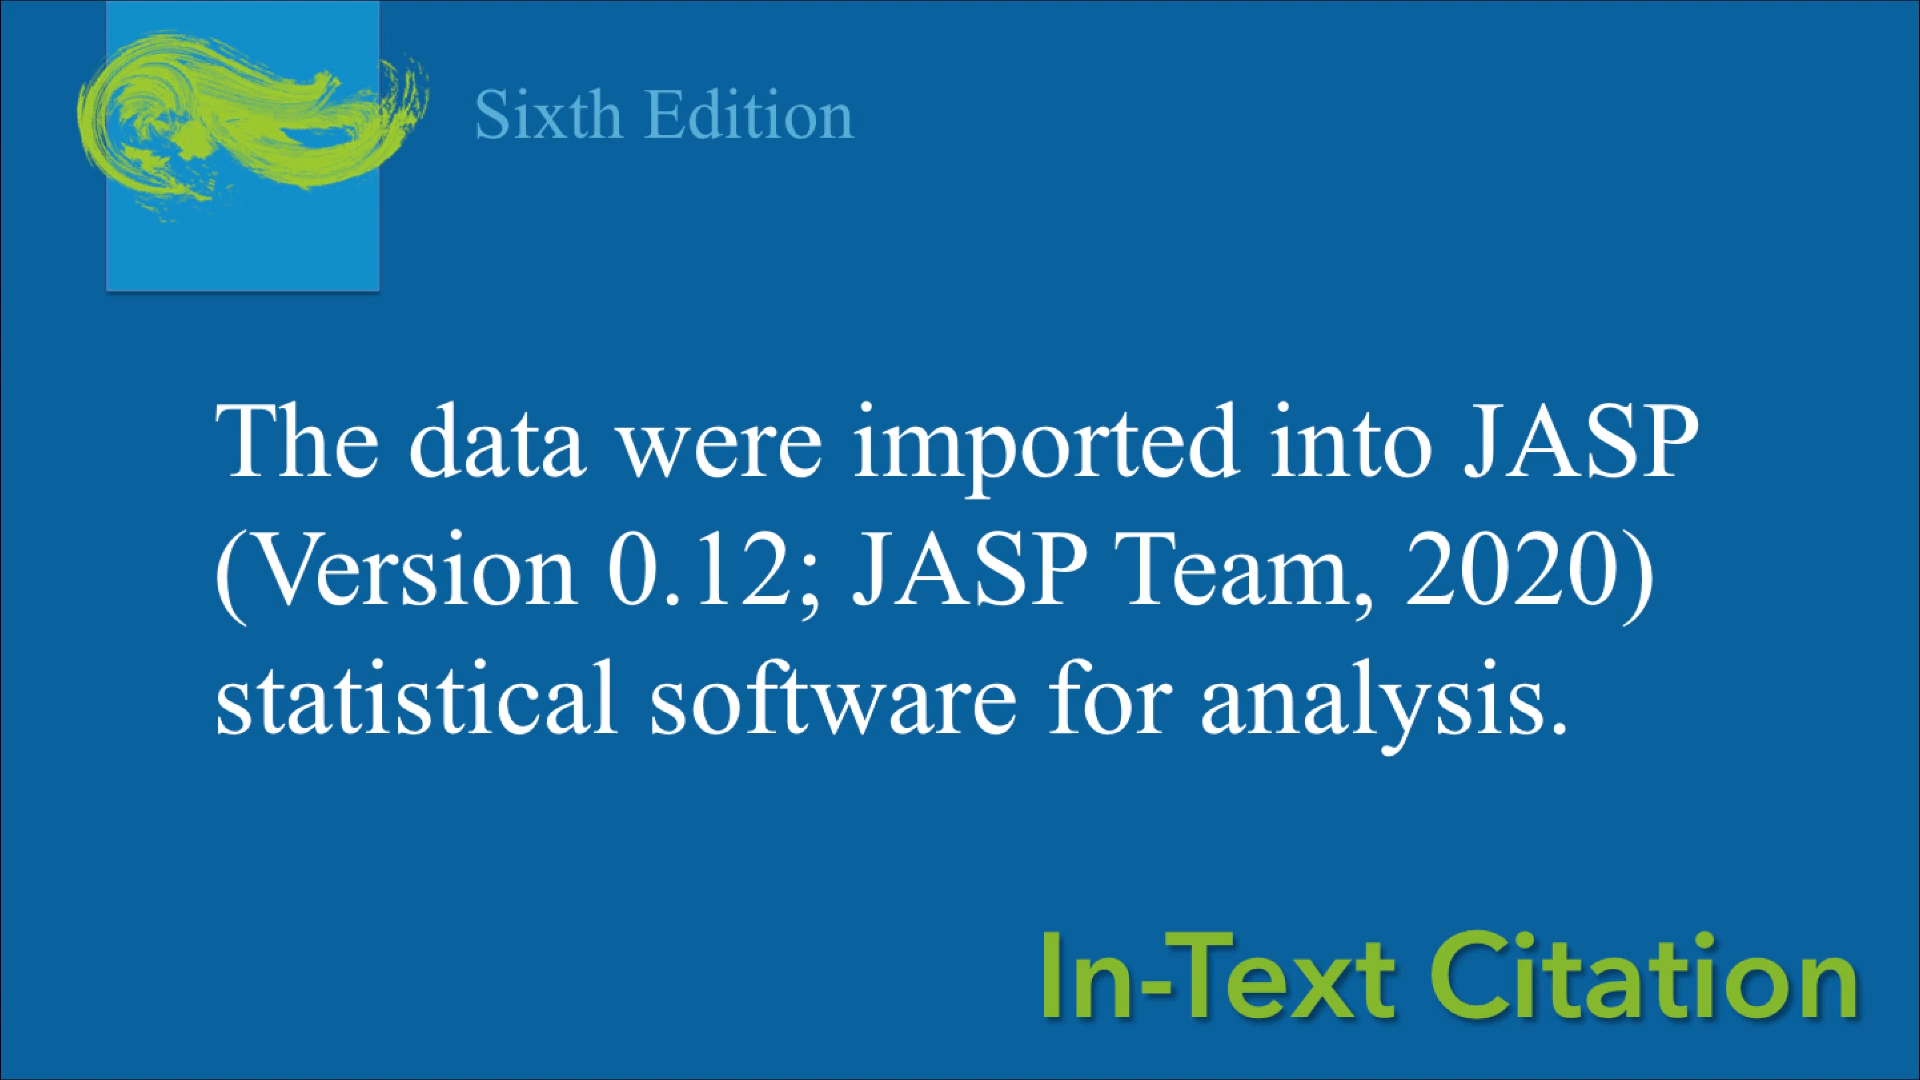 Sixth Edition
The data were imported into JASP
(Version 0.12; JASP Team, 2020)
statistical software for analysis.
In-Text Citation